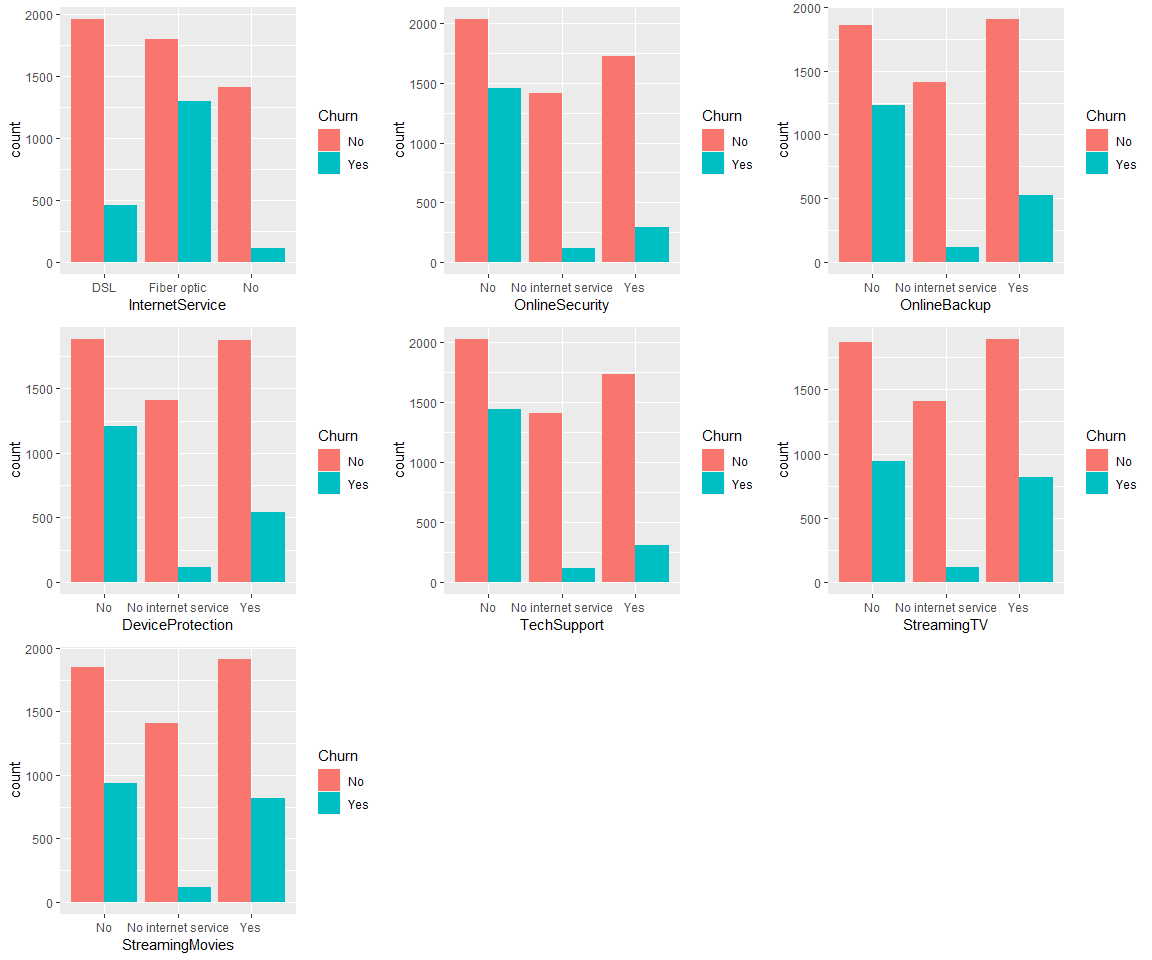 2000
1500
1000
500
0
count
DSL Fiber optic No
InternetService
Churn
No
Yes
2000
1500
1000
500
0
count
No No internet service Yes
OnlineSecurity
Churn
No
Yes
2000
1500
1000
500
0
count
No No internet service Yes
OnlineBackup
Churn
No
Yes
1500
1000
500
0
count
No No internet service Yes
DeviceProtection
Churn
No
Yes
2000
1500
1000
500
0
count
No No internet service Yes
TechSupport
Churn
No
Yes
1500
1000
500
0
count
No No internet service Yes
StreamingTV
Churn
No
Yes
2000
1500
1000
500
0
count
No No internet service Yes
StreamingMovies
Churn
No
Yes